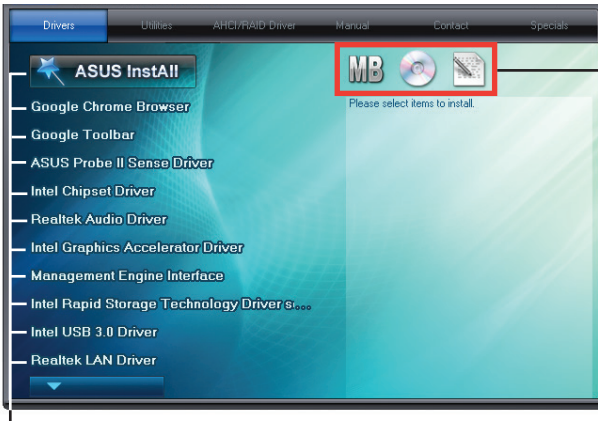 Drivers Utilities AHCI/RAID Driver Manual Contact Specials
ASUS InstAll
MB
Please select items to install.
Google Chrome Browser
Google Toolbar
ASUS Probe II Sense Driver
Intel Chipset Driver
Realtek Audio Driver
Intel Graphics Accelerator Driver
Management Engine Interface
Intel Rapid Storage Technology Driver s...
Intel USB 3.0 Driver
Realtek LAN Driver